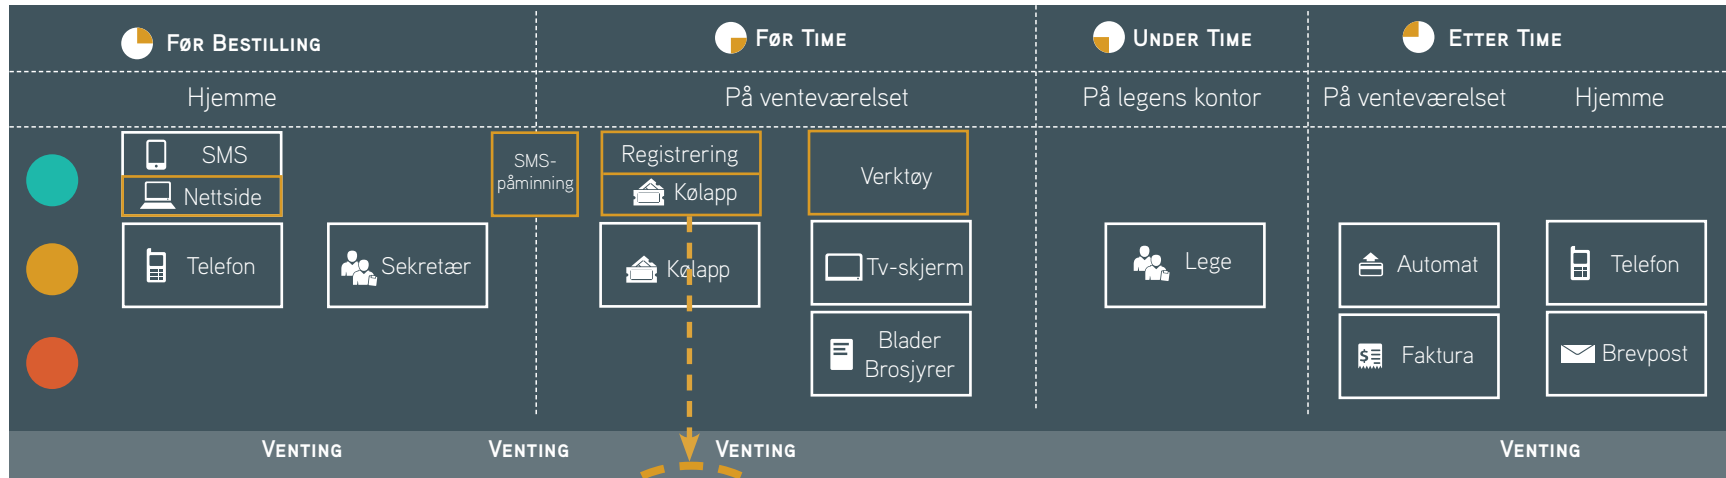 Før Bestilling
Før Time
Under Time
Etter Time
Hjemme
På venteværelset
På legens kontor
På venteværelset
Hjemme
SMS
Nettside
SMS-
påminning
Registrering
Kølapp
Verktøy
Telefon
Sekretær
Kølapp
Tv-skjerm
Lege
Automat
Telefon
Blader
Brosjyrer
Faktura
Brevpost
Venting
Venting
Venting
Venting